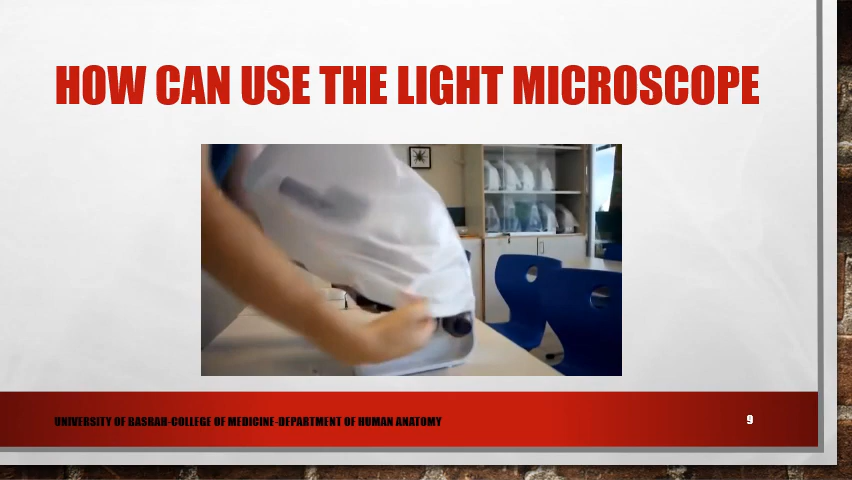 HOW CAN USE THE LIGHT MICROSCOPE
UNIVERSITY OF BASRAH-COLLEGE OF MEDICINE-DEPARTMENT OF HUMAN ANATOMY
9